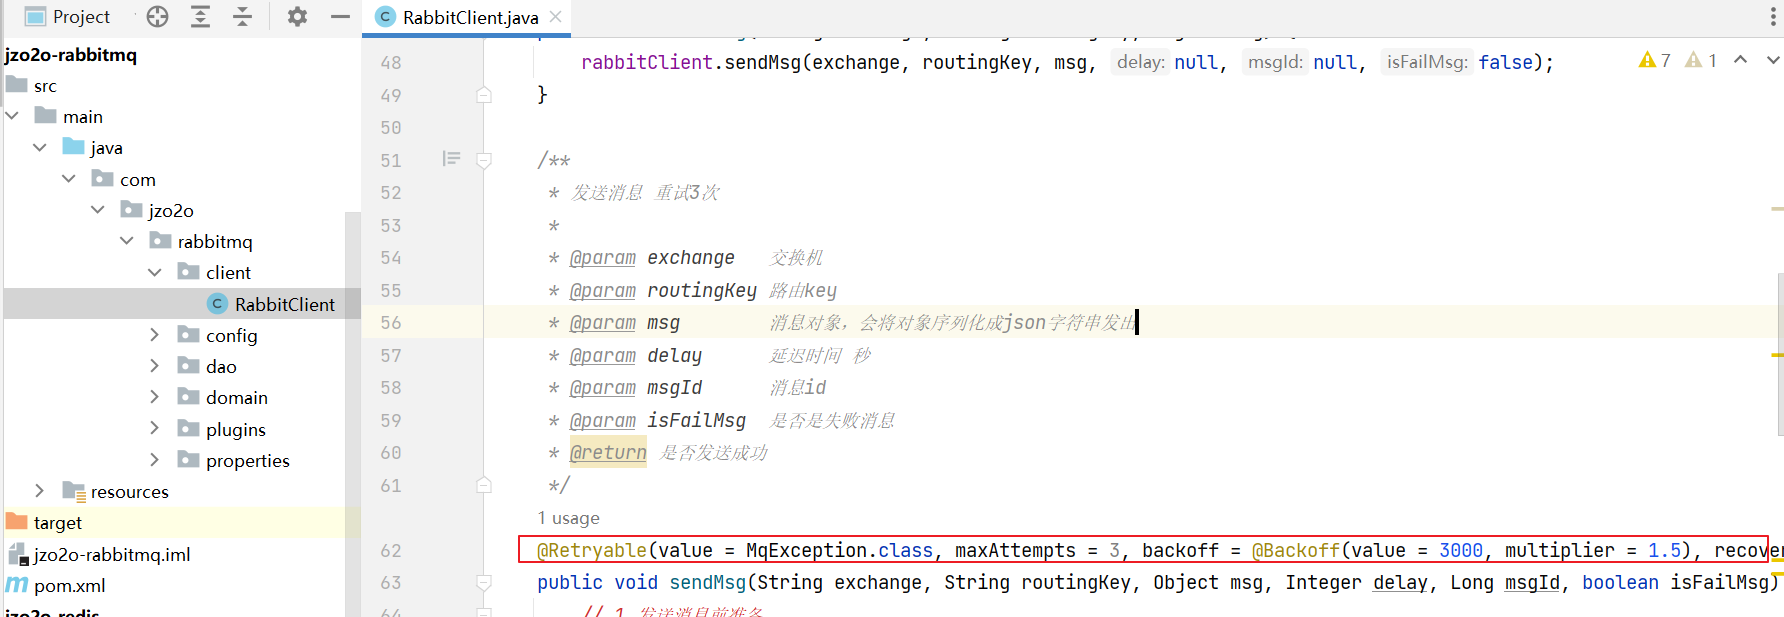 Project
RabbitClient.java
jzo2o-rabbitmq
src
main
java
com
jzo2o
rabbitmq
client
RabbitClient
config
dao
domain
plugins
properties
resources
target
jzo2o-rabbitmq.iml
pom.xml
jzo2o-redis
7 1
48 rabbitClient.sendMsg(exchange, routingKey, msg, delay: null, msgId: null, isFailMsg: false);
49 }
50
51 /**
52 * 发送消息 重试3次
53 *
54 * @param exchange 交换机
55 * @param routingKey 路由key
56 * @param msg 消息对象，会将对象序列化成json字符串发出
57 * @param delay 延迟时间 秒
58 * @param msgId 消息id
59 * @param isFailMsg 是否是失败消息
60 * @return 是否发送成功
61 */
1 usage
62 @Retryable(value = MqException.class, maxAttempts = 3, backoff = @Backoff(value = 3000, multiplier = 1.5), recover
63 public void sendMsg(String exchange, String routingKey, Object msg, Integer delay, Long msgId, boolean isFailMsg)
64 // 1 发送消息前准备